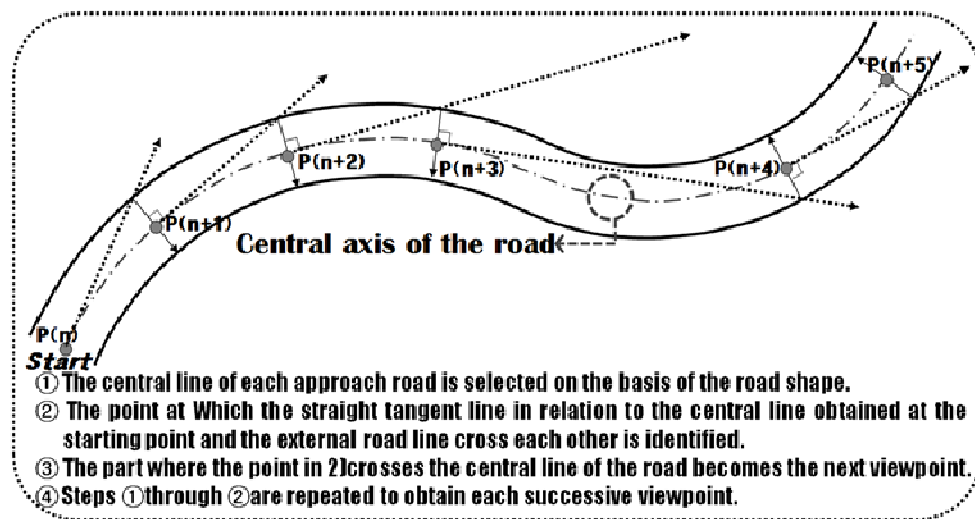 P(n+5)
P(n+2)
P(n+3)
P(n+4)
P(n+1)
Central axis of the road
P(n)
Start
① The central line of each approach road is selected on the basis of the road shape.
② The point at Which the straight tangent line in relation to the central line obtained at the
starting point and the external road line cross each other is identified.
③ The part where the point in 2)crosses the central line of the road becomes the next viewpoint.
④ Steps ①through ②are repeated to obtain each successive viewpoint.